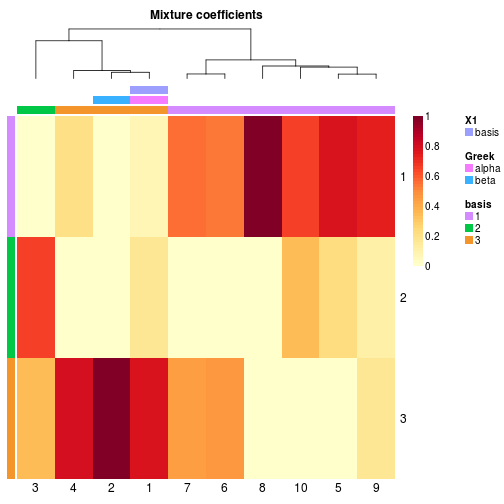 Mixture coefficients
1
0.8
0.6
0.4
0.2
0
X1
basis
Greek
alpha
beta
basis
1
2
3
1
2
3
3 4 2 1 7 6 8 10 5 9